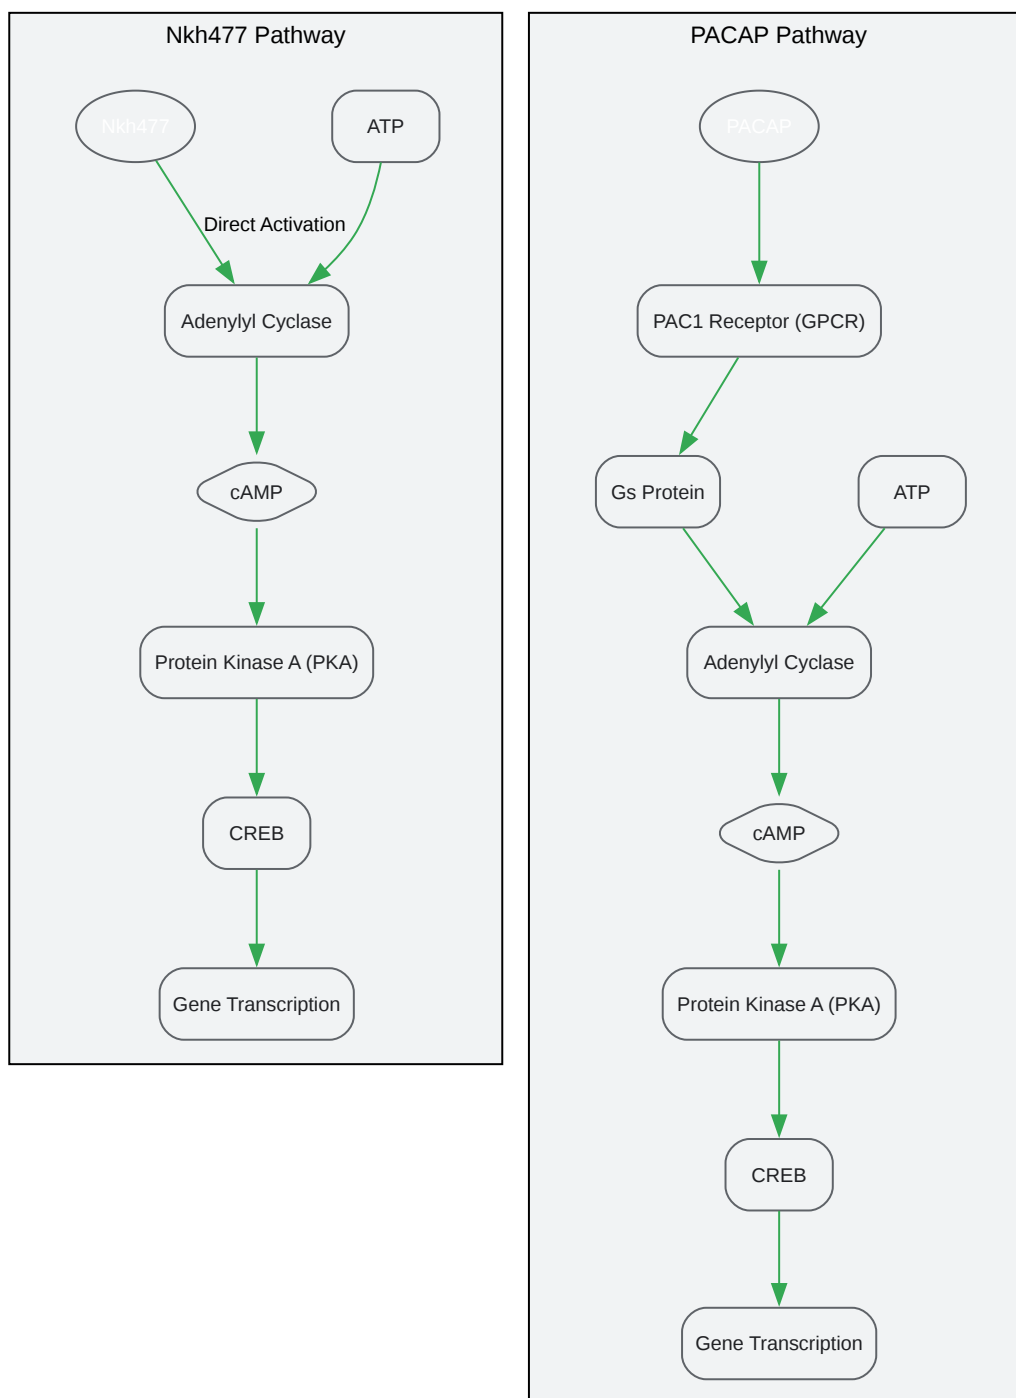 Nkh477 Pathway
Nkh477
ATP
Direct Activation
Adenylyl Cyclase
cAMP
Protein Kinase A (PKA)
CREB
Gene Transcription
PACAP Pathway
PACAP
PAC1 Receptor (GPCR)
Gs Protein
ATP
Adenylyl Cyclase
cAMP
Protein Kinase A (PKA)
CREB
Gene Transcription